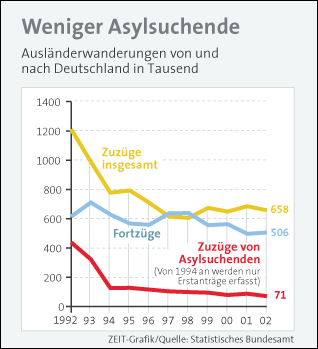 Weniger Asylsuchende
Ausländerwanderungen von und
nach Deutschland in Tausend
1400
1200
1000
800
600
400
200
0
Zuzüge
insgesamt
658
Fortzüge
506
Zuzüge von
Asylsuchenden
(Von 1994 an werden nur
Erstanträge erfasst)
71
1992 93 94 95 96 97 98 99 00 01 02
ZEIT-Grafik/Quelle: Statistisches Bundesamt